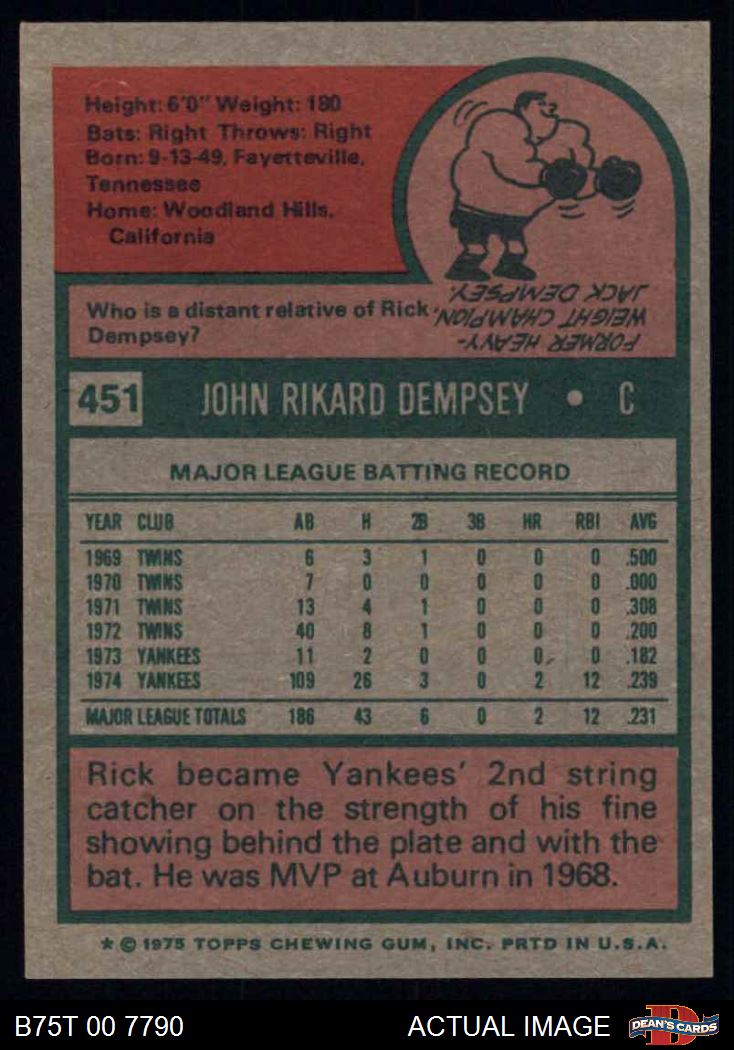 Height: 6'0" Weight: 180
Bats: Right Throws: Right
Born: 9-13-49, Fayetteville,
Tennessee
Home: Woodland Hills,
California
Who is a distant relative of Rick
Dempsey?
FORMER HEAVY-
WEIGHT CHAMPION,
JACK DEMPSEY.
451 JOHN RIKARD DEMPSEY • C
MAJOR LEAGUE BATTING RECORD
YEAR CLUB AB H 2B 3B HR RBI AVG
1969 TWINS 6 3 1 0 0 0 .500
1970 TWINS 7 0 0 0 0 0 .000
1971 TWINS 13 4 1 0 0 0 .308
1972 TWINS 40 8 1 0 0 0 .200
1973 YANKEES 11 2 0 0 0 0 .182
1974 YANKEES 109 26 3 0 2 12 .239
MAJOR LEAGUE TOTALS 186 43 6 0 2 12 .231
Rick became Yankees' 2nd string
catcher on the strength of his fine
showing behind the plate and with the
bat. He was MVP at Auburn in 1968.
* © 1975 TOPPS CHEWING GUM, INC. PRTD IN U.S.A.
B75T 00 7790 ACTUAL IMAGE D DEAN'S CARDS